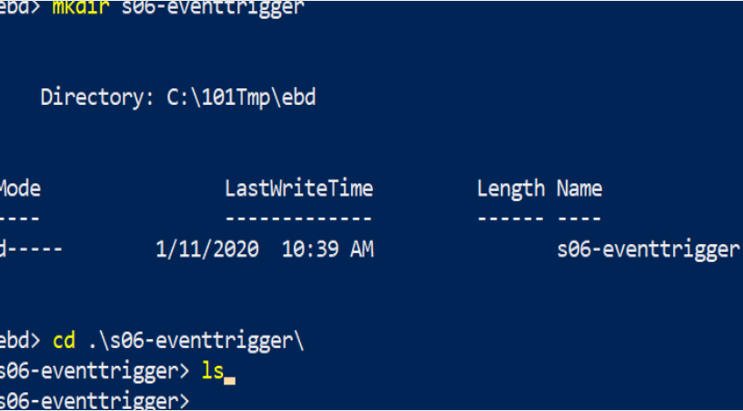 ebd> mkdir s06-eventtrigger
Directory: C:\101Tmp\ebd
Mode LastWriteTime Length Name
---- ------------- ------ ----
d----- 1/11/2020 10:39 AM s06-eventtrigger
ebd> cd .\s06-eventtrigger\
s06-eventtrigger> ls
s06-eventtrigger>